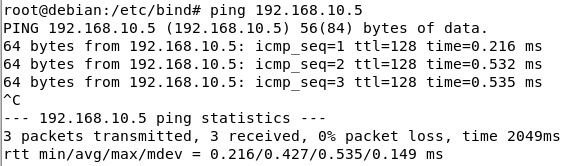 root@debian:/etc/bind# ping 192.168.10.5
PING 192.168.10.5 (192.168.10.5) 56(84) bytes of data.
64 bytes from 192.168.10.5: icmp_seq=1 ttl=128 time=0.216 ms
64 bytes from 192.168.10.5: icmp_seq=2 ttl=128 time=0.532 ms
64 bytes from 192.168.10.5: icmp_seq=3 ttl=128 time=0.535 ms
^C
--- 192.168.10.5 ping statistics ---
3 packets transmitted, 3 received, 0% packet loss, time 2049ms
rtt min/avg/max/mdev = 0.216/0.427/0.535/0.149 ms